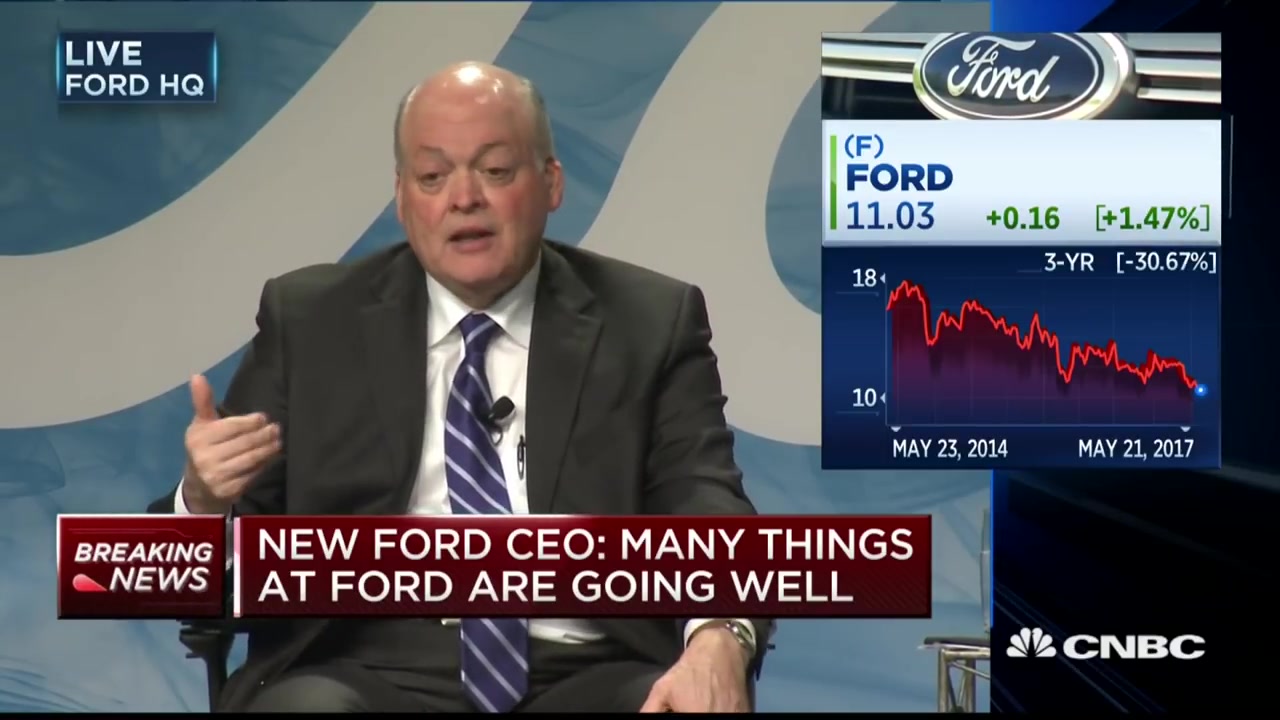 LIVE
FORD HQ
Ford
(F)
FORD
11.03 +0.16 [+1.47%]
3-YR [-30.67%]
18
10
MAY 23, 2014 MAY 21, 2017
BREAKING
NEWS
NEW FORD CEO: MANY THINGS
AT FORD ARE GOING WELL
CNBC